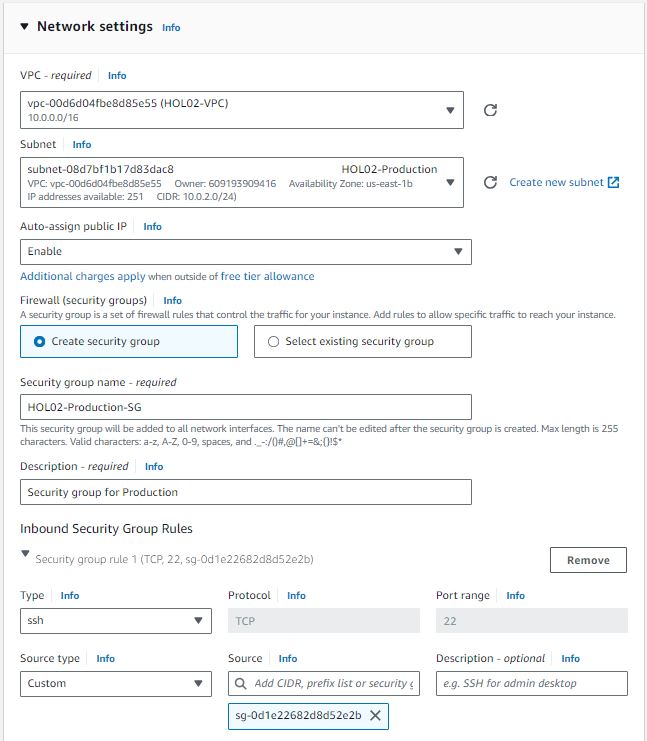 Network settings Info
VPC - required Info
vpc-00d6d04fbe8d85e55 (HOL02-VPC)
10.0.0.0/16
Subnet Info
subnet-08d7bf1b17d83dac8 HOL02-Production
VPC: vpc-00d6d04fbe8d85e55 Owner: 609193909416 Availability Zone: us-east-1b
IP addresses available: 251 CIDR: 10.0.2.0/24)
Create new subnet
Auto-assign public IP Info
Enable
Additional charges apply when outside of free tier allowance
Firewall (security groups) Info
A security group is a set of firewall rules that control the traffic for your instance. Add rules to allow specific traffic to reach your instance.
Create security group Select existing security group
Security group name - required
HOL02-Production-SG
This security group will be added to all network interfaces. The name can't be edited after the security group is created. Max length is 255
characters. Valid characters: a-z, A-Z, 0-9, spaces, and ._-:/()#,@[]+=&;{}!$*
Description - required Info
Security group for Production
Inbound Security Group Rules
Security group rule 1 (TCP, 22, sg-0d1e22682d8d52e2b) Remove
Type Info Protocol Info Port range Info
ssh TCP 22
Source type Info Source Info Description - optional Info
Custom Add CIDR, prefix list or security g e.g. SSH for admin desktop
sg-0d1e22682d8d52e2b